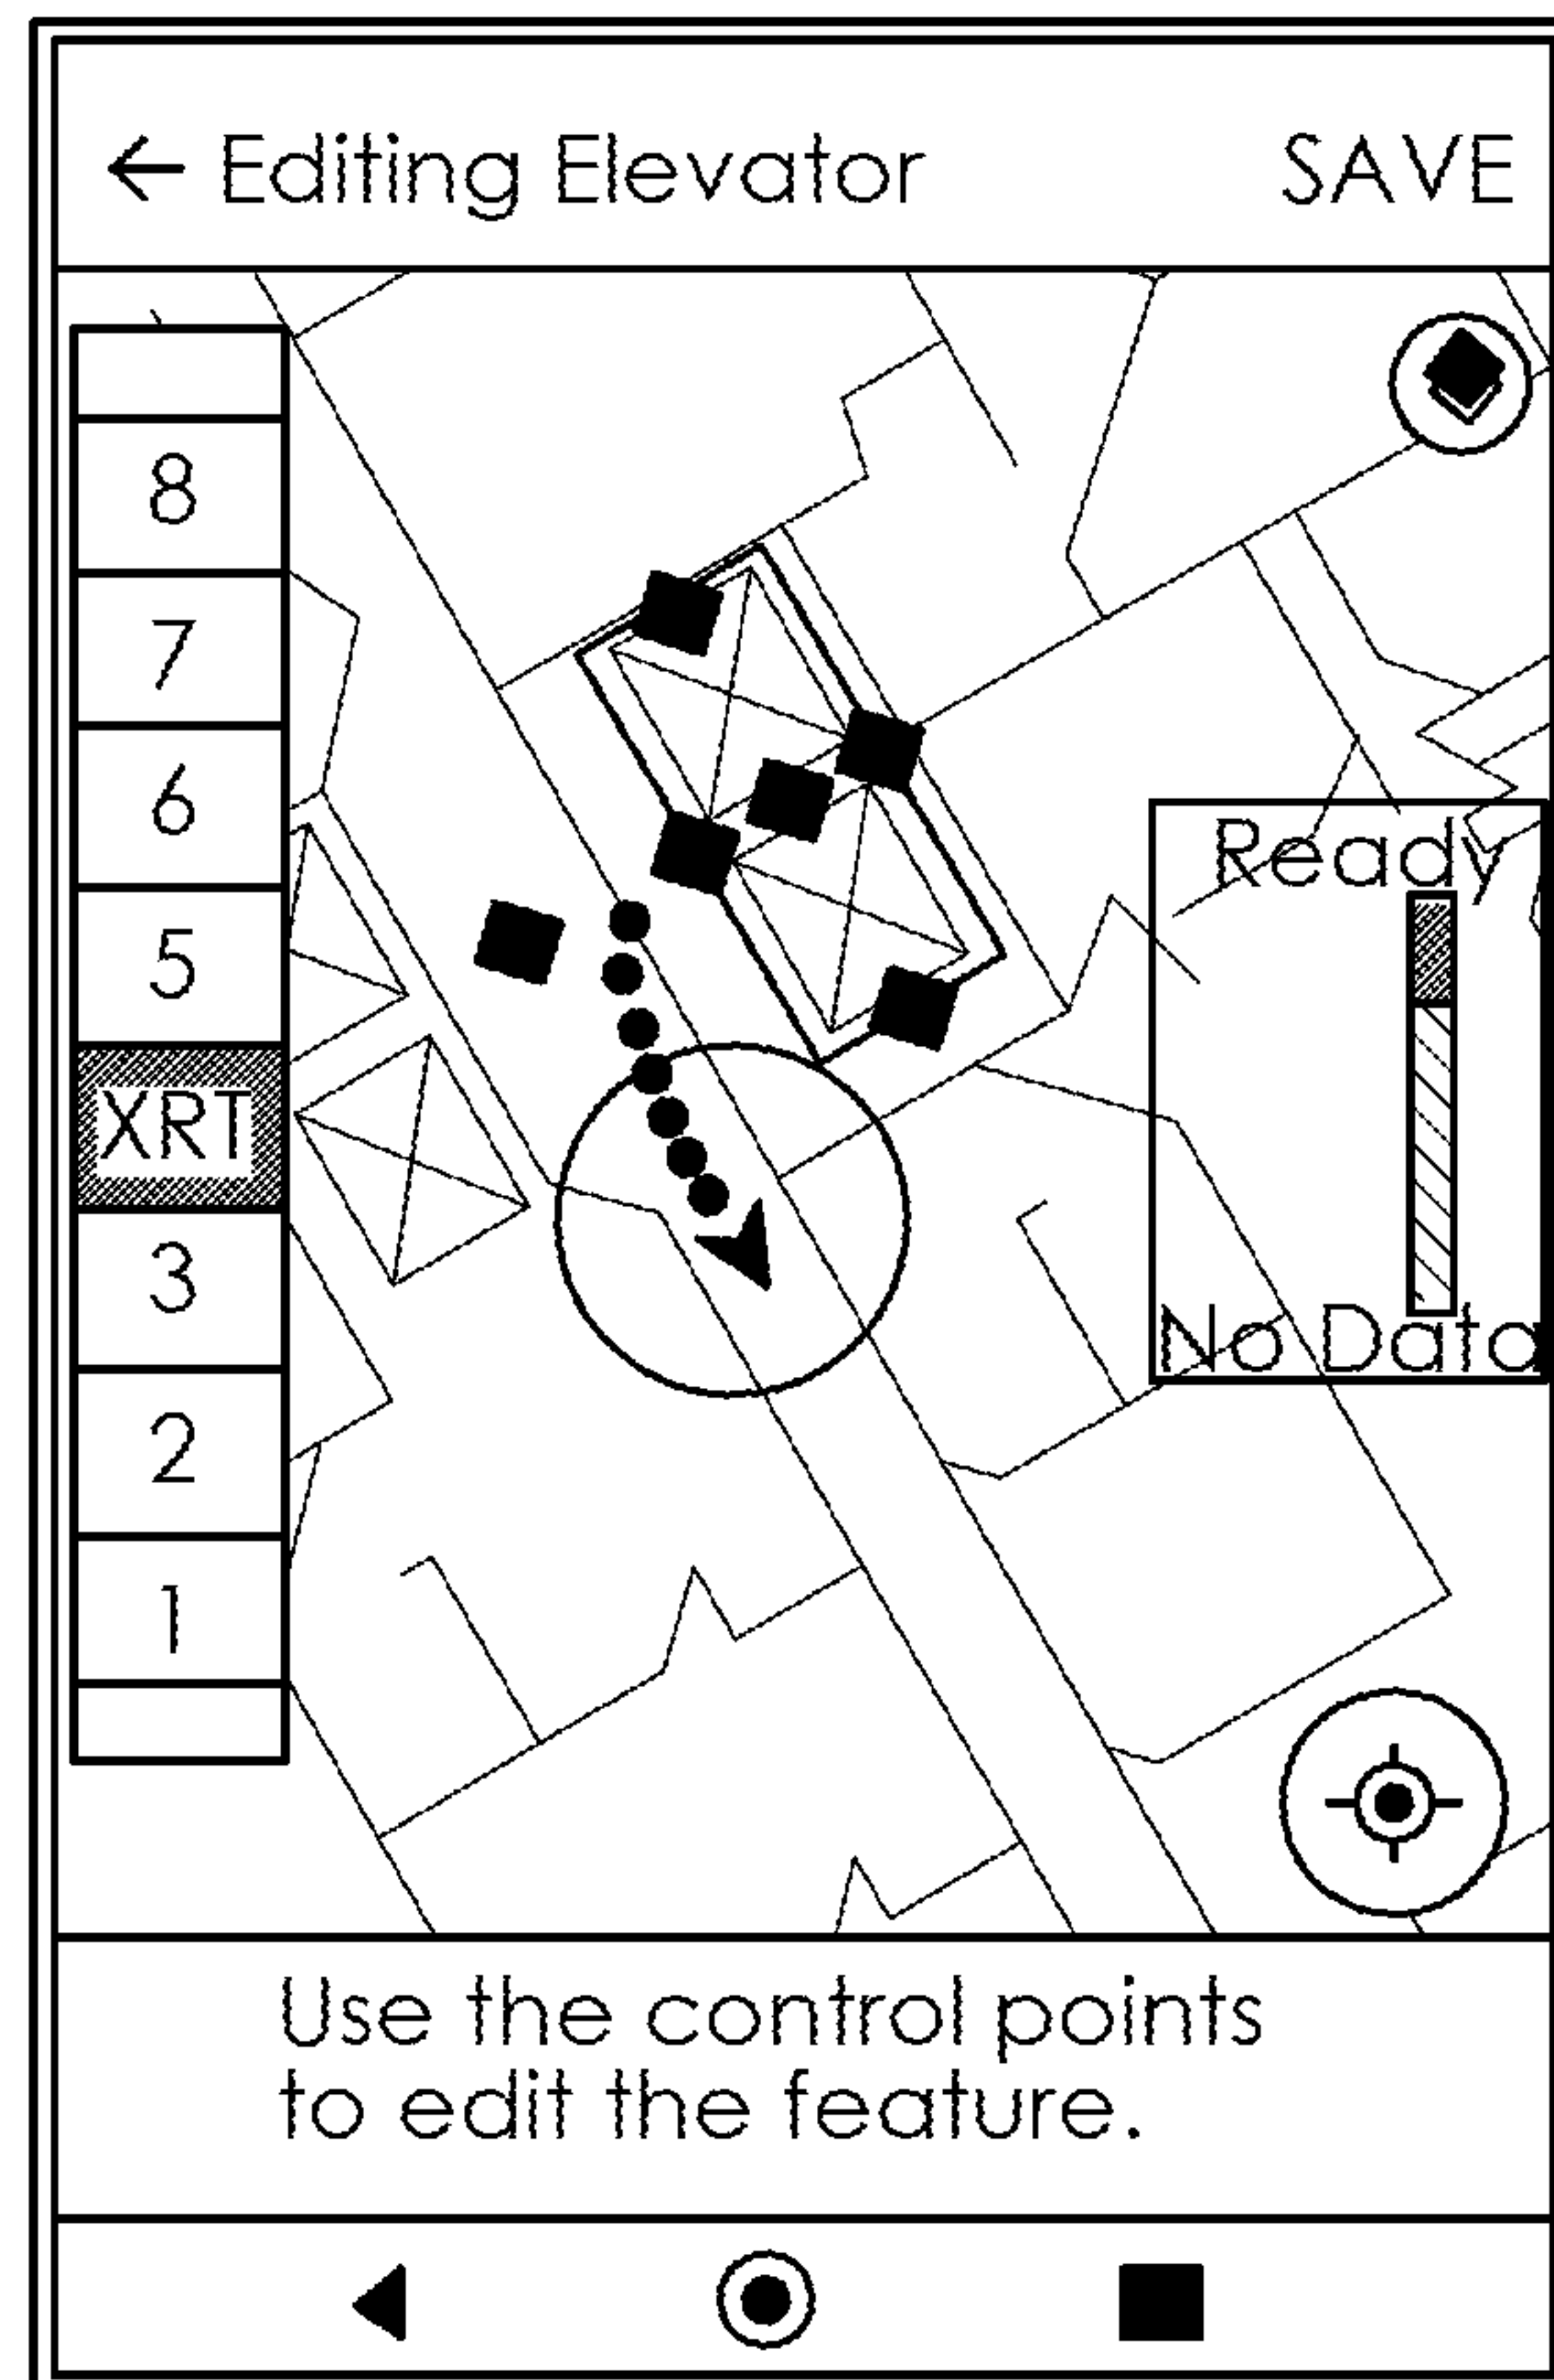 ← Editing Elevator SAVE
8
7
6
5
XRT
3
2
1
Ready
No Data
Use the control points
to edit the feature.